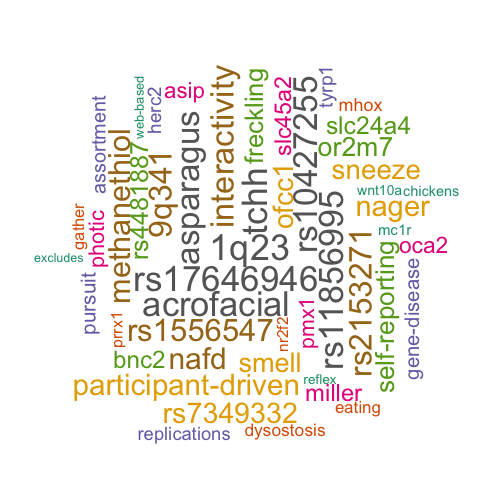 web-based
herc2
asip
assortment
methanethiol
rs4481887
9q341
asparagus
interactivity
freckling
tchh
slc45a2
ofcc1
rs10427255
tyrp1
mhox
slc24a4
or2m7
sneeze
wnt10a
chickens
nager
mc1r
oca2
gather
photic
excludes
pursuit
1q23
rs17646946
acrofacial
rs11856995
rs2153271
self-reporting
gene-disease
prrx1
rs1556547
nr2f2
pmx1
bnc2
nafd
smell
participant-driven
reflex
miller
rs7349332
eating
replications
dysostosis